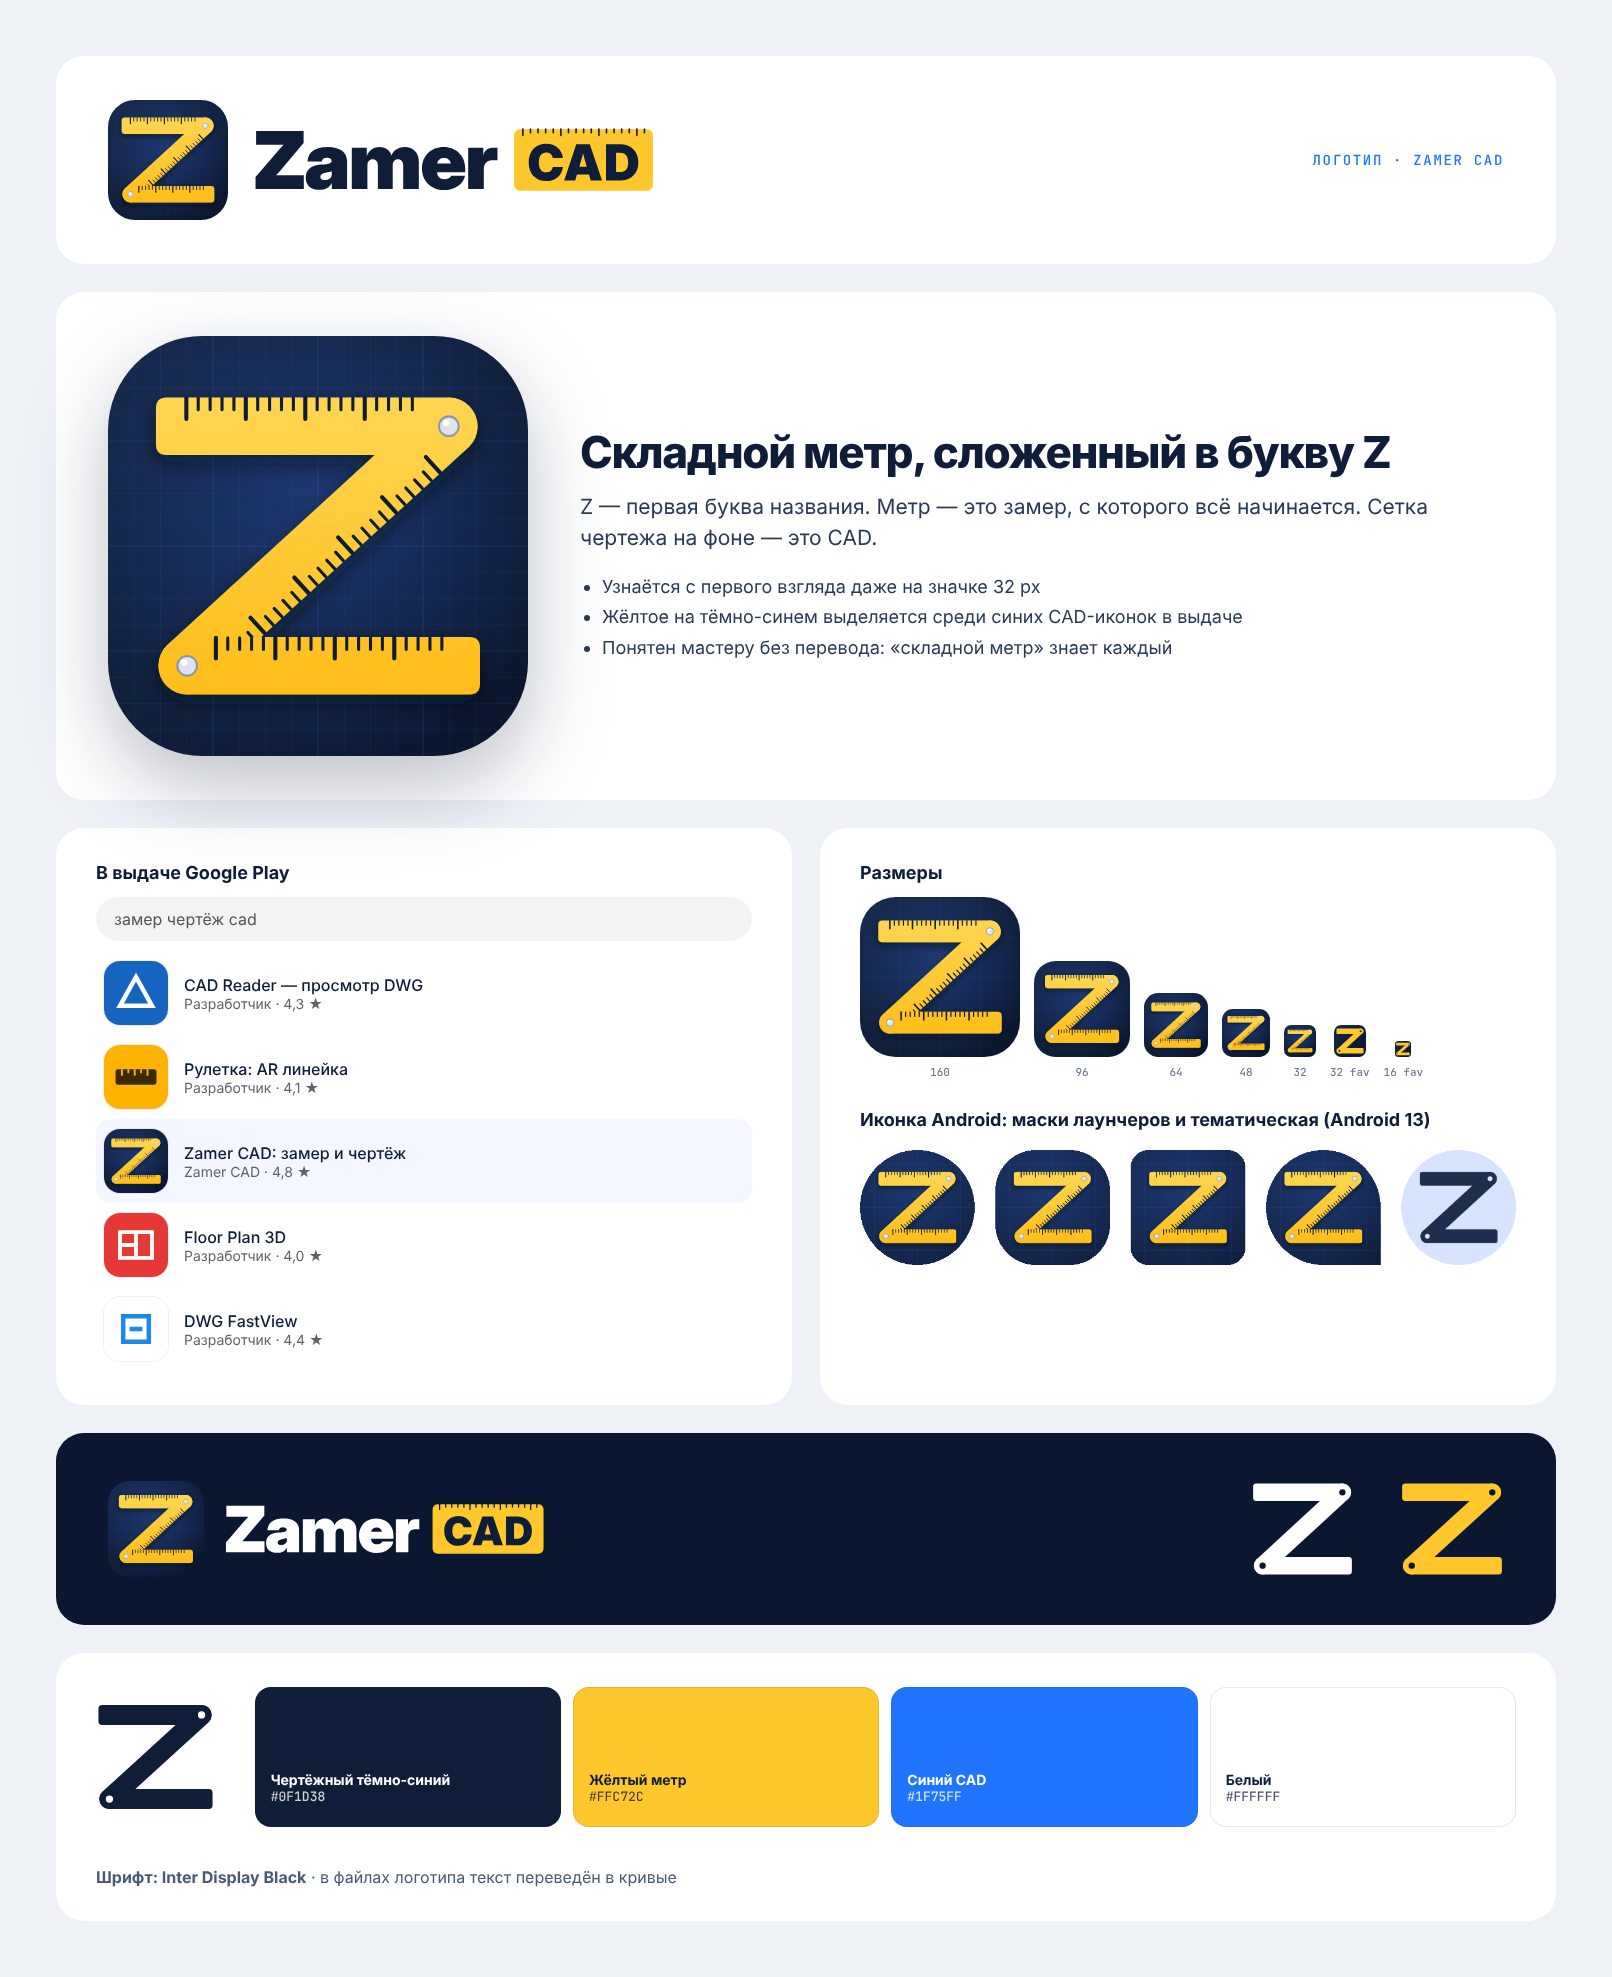 Zamer CAD
ЛОГОТИП · ZAMER CAD
Складной метр, сложенный в букву Z
Z — первая буква названия. Метр — это замер, с которого всё начинается. Сетка
чертежа на фоне — это CAD.
• Узнаётся с первого взгляда даже на значке 32 px
• Жёлтое на тёмно-синем выделяется среди синих CAD-иконок в выдаче
• Понятен мастеру без перевода: «складной метр» знает каждый
В выдаче Google Play
замер чертёж cad
CAD Reader — просмотр DWG
Разработчик · 4,3 ★
Рулетка: AR линейка
Разработчик · 4,1 ★
Zamer CAD: замер и чертёж
Zamer CAD · 4,8 ★
Floor Plan 3D
Разработчик · 4,0 ★
DWG FastView
Разработчик · 4,4 ★
Размеры
160 96 64 48 32 32 fav 16 fav
Иконка Android: маски лаунчеров и тематическая (Android 13)
Zamer CAD
Чертёжный тёмно-синий
#0F1D38
Жёлтый метр
#FFC72C
Синий CAD
#1F75FF
Белый
#FFFFFF
Шрифт: Inter Display Black · в файлах логотипа текст переведён в кривые